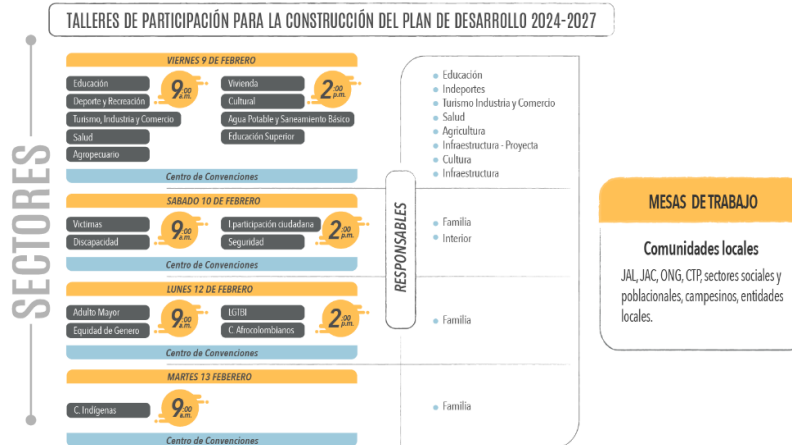 TALLERES DE PARTICIPACIÓN PARA LA CONSTRUCCIÓN DEL PLAN DE DESARROLLO 2024-2027
SECTORES
VIERNES 9 DE FEBRERO
Educación
Deporte y Recreación
Turismo, Industria y Comercio
Salud
Agropecuario
9:00 a.m.
Vivienda
Cultural
Agua Potable y Saneamiento Básico
Educación Superior
2:00 p.m.
Centro de Convenciones
SABADO 10 DE FEBRERO
Victimas
Discapacidad
9:00 a.m.
I.participación ciudadana
Seguridad
2:00 p.m.
Centro de Convenciones
LUNES 12 DE FEBRERO
Adulto Mayor
Equidad de Genero
9:00 a.m.
LGTBI
C. Afrocolombianos
2:00 p.m.
Centro de Convenciones
MARTES 13 FEBERERO
C. Indígenas
9:00 a.m.
Centro de Convenciones
RESPONSABLES
Educación
Indeportes
Turismo Industria y Comercio
Salud
Agricultura
Infraestructura - Proyecta
Cultura
Infraestructura
Familia
Interior
Familia
Familia
MESAS DE TRABAJO
Comunidades locales
JAL, JAC, ONG, CTP, sectores sociales y
poblacionales, campesinos, entidades
locales.